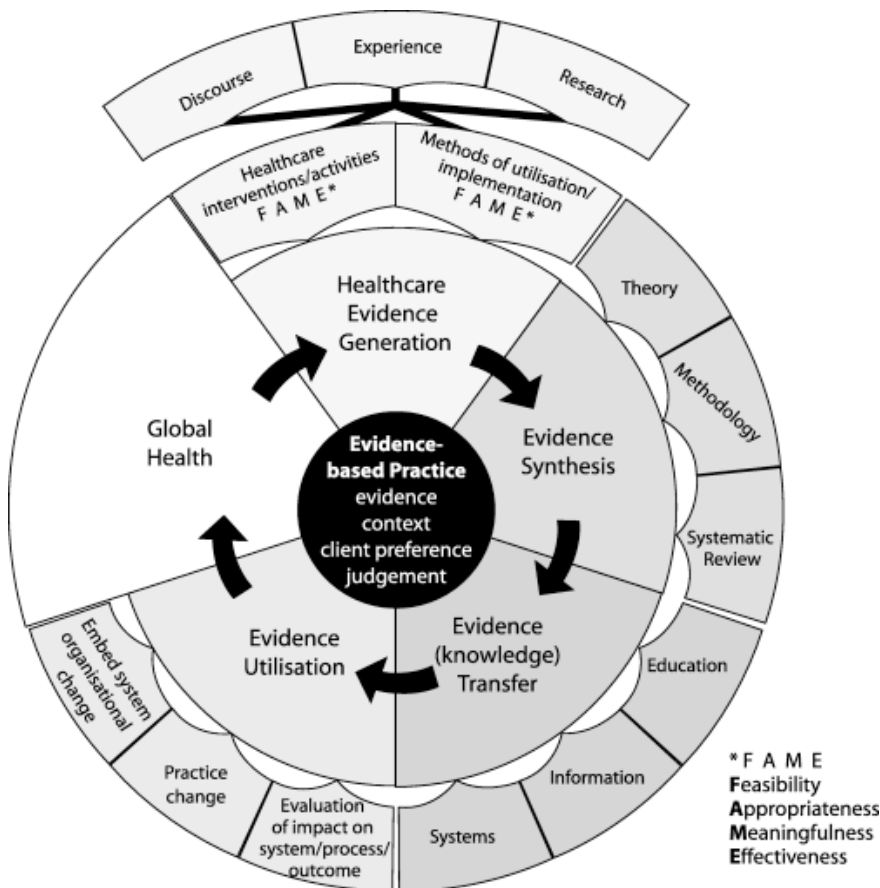 Discourse
Experience
Research
Healthcare
interventions/activities
F A M E*
Methods of utilisation/
implementation
F A M E*
Theory
Methodology
Systematic
Review
Education
Information
Systems
Evaluation
of impact on
system/process/
outcome
Practice
change
Embed system
organisational
change
Global
Health
Healthcare
Evidence
Generation
Evidence
Synthesis
Evidence
(knowledge)
Transfer
Evidence
Utilisation
Evidence-
based Practice
evidence
context
client preference
judgement
*F A M E
Feasibility
Appropriateness
Meaningfulness
Effectiveness